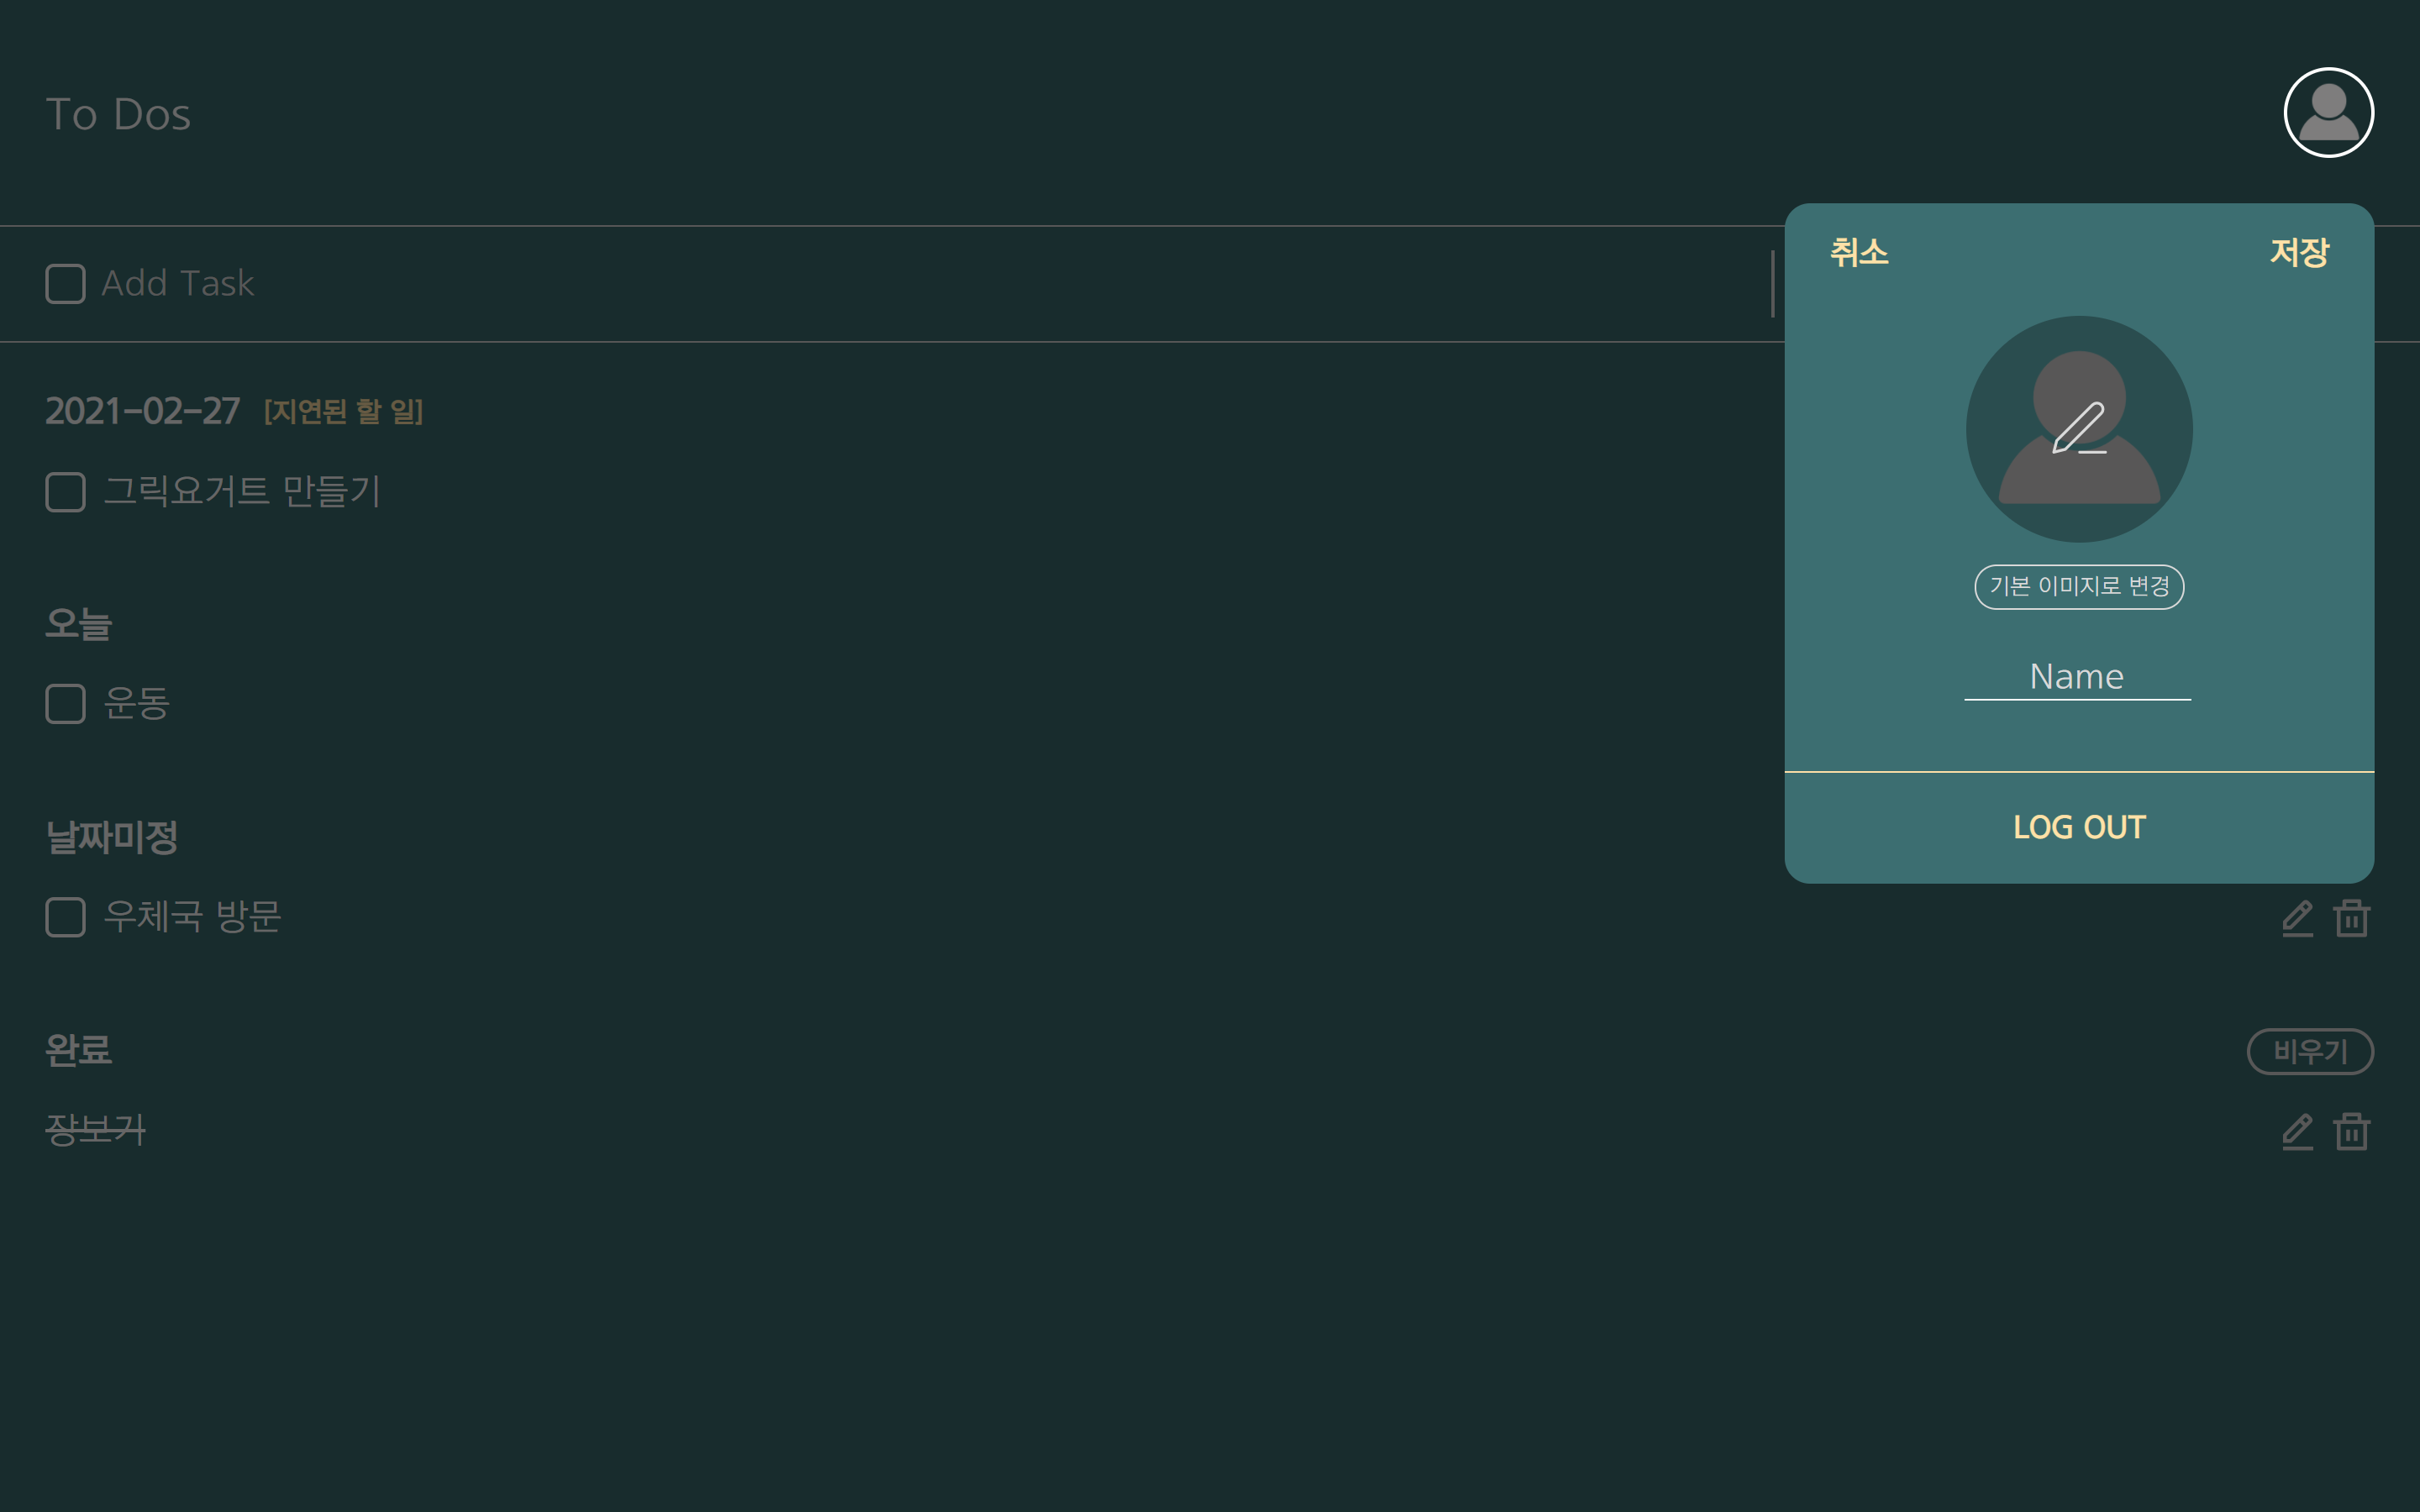 To Dos
Add Task
취소
저장
2021-02-27 [지연된 할 일]
그릭요거트 만들기
기본 이미지로 변경
오늘
Name
운동
날짜미정
LOG OUT
우체국 방문
완료
비우기
장보기